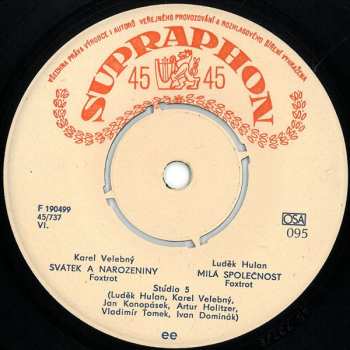 VŠECHNA PRÁVA VÝROBCE I AUTORŮ VEŘEJNÉHO PROVOZOVÁNÍ A ROZHLASOVÉHO ŠÍŘENÍ VYHRAŽENA
SUPRAPHON
45 45
F 190499
45/737
VI.
OSA
095
Karel Velebný
SVÁTEK A NAROZENINY
Foxtrot
Luděk Hulan
MILÁ SPOLEČNOST
Foxtrot
Studio 5
(Luděk Hulan, Karel Velebný,
Jan Konopásek, Artur Holitzer,
Vladimír Tomek, Ivan Dominák)
ee